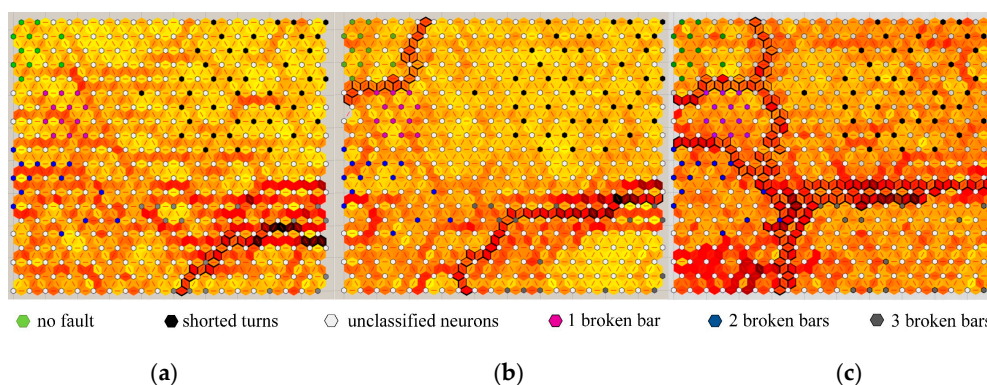 no fault shorted turns unclassified neurons 1 broken bar 2 broken bars 3 broken bars
(a) (b) (c)